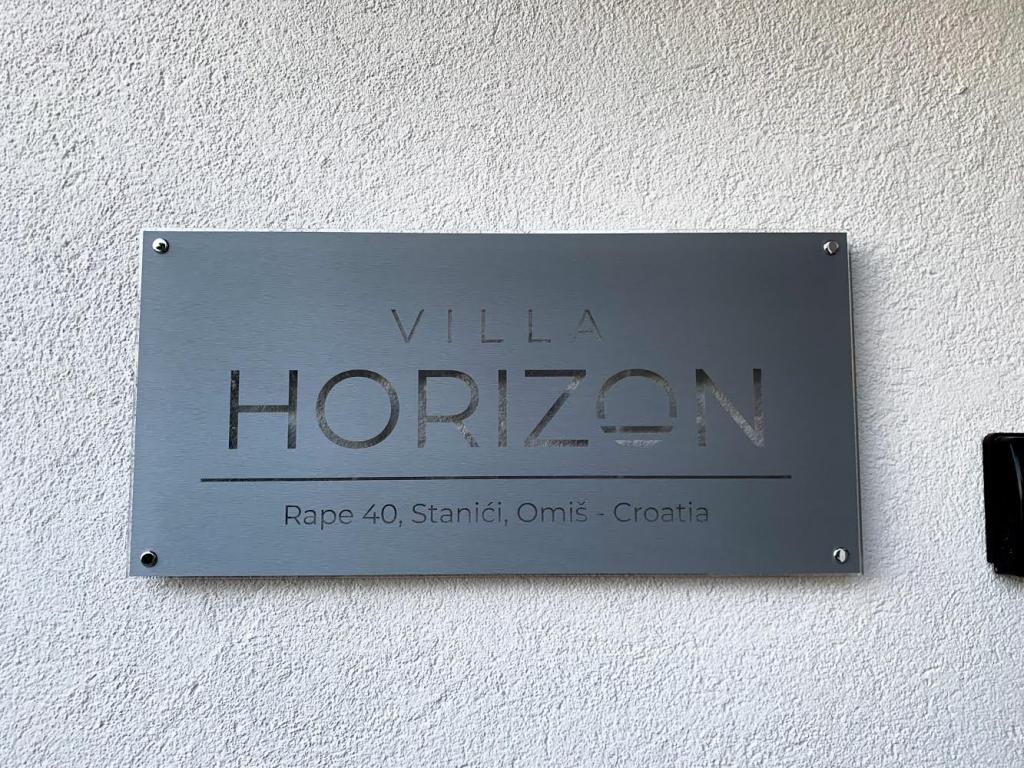 VILLA
HORIZON
Rape 40, Stanići, Omiš - Croatia